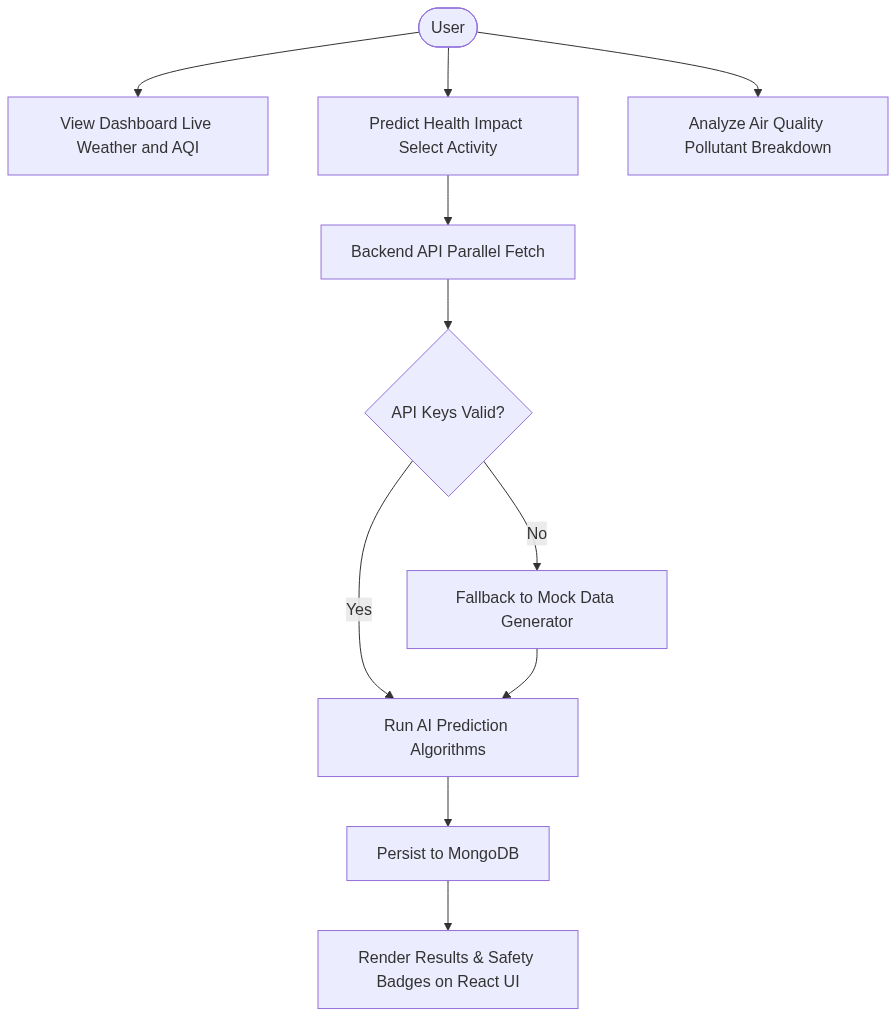 User
View Dashboard Live
Weather and AQI
Predict Health Impact
Select Activity
Analyze Air Quality
Pollutant Breakdown
Backend API Parallel Fetch
API Keys Valid?
No
Yes
Fallback to Mock Data
Generator
Run AI Prediction
Algorithms
Persist to MongoDB
Render Results & Safety
Badges on React UI